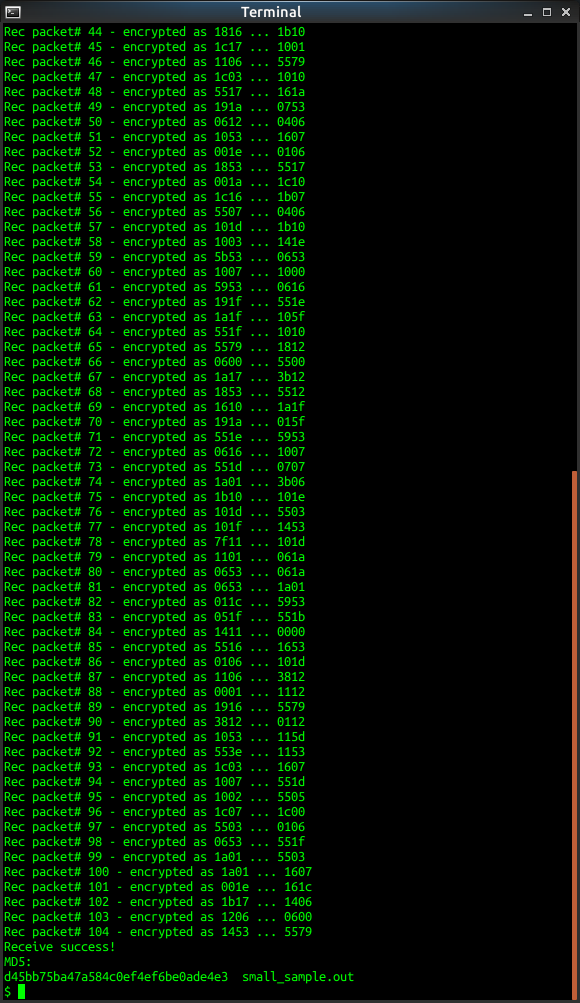 Terminal
Rec packet# 44 - encrypted as 1816 ... 1b10
Rec packet# 45 - encrypted as 1c17 ... 1001
Rec packet# 46 - encrypted as 1106 ... 5579
Rec packet# 47 - encrypted as 1c03 ... 1010
Rec packet# 48 - encrypted as 5517 ... 161a
Rec packet# 49 - encrypted as 191a ... 0753
Rec packet# 50 - encrypted as 0612 ... 0406
Rec packet# 51 - encrypted as 1053 ... 1607
Rec packet# 52 - encrypted as 001e ... 0106
Rec packet# 53 - encrypted as 1853 ... 5517
Rec packet# 54 - encrypted as 001a ... 1c10
Rec packet# 55 - encrypted as 1c16 ... 1b07
Rec packet# 56 - encrypted as 5507 ... 0406
Rec packet# 57 - encrypted as 101d ... 1b10
Rec packet# 58 - encrypted as 1003 ... 141e
Rec packet# 59 - encrypted as 5b53 ... 0653
Rec packet# 60 - encrypted as 1007 ... 1000
Rec packet# 61 - encrypted as 5953 ... 0616
Rec packet# 62 - encrypted as 191f ... 551e
Rec packet# 63 - encrypted as 1a1f ... 105f
Rec packet# 64 - encrypted as 551f ... 1010
Rec packet# 65 - encrypted as 5579 ... 1812
Rec packet# 66 - encrypted as 0600 ... 5500
Rec packet# 67 - encrypted as 1a17 ... 3b12
Rec packet# 68 - encrypted as 1853 ... 5512
Rec packet# 69 - encrypted as 1610 ... 1a1f
Rec packet# 70 - encrypted as 191a ... 015f
Rec packet# 71 - encrypted as 551e ... 5953
Rec packet# 72 - encrypted as 0616 ... 1007
Rec packet# 73 - encrypted as 551d ... 0707
Rec packet# 74 - encrypted as 1a01 ... 3b06
Rec packet# 75 - encrypted as 1b10 ... 101e
Rec packet# 76 - encrypted as 101d ... 5503
Rec packet# 77 - encrypted as 101f ... 1453
Rec packet# 78 - encrypted as 7f11 ... 101d
Rec packet# 79 - encrypted as 1101 ... 061a
Rec packet# 80 - encrypted as 0653 ... 061a
Rec packet# 81 - encrypted as 0653 ... 1a01
Rec packet# 82 - encrypted as 011c ... 5953
Rec packet# 83 - encrypted as 051f ... 551b
Rec packet# 84 - encrypted as 1411 ... 0000
Rec packet# 85 - encrypted as 5516 ... 1653
Rec packet# 86 - encrypted as 0106 ... 101d
Rec packet# 87 - encrypted as 1106 ... 3812
Rec packet# 88 - encrypted as 0001 ... 1112
Rec packet# 89 - encrypted as 1916 ... 5579
Rec packet# 90 - encrypted as 3812 ... 0112
Rec packet# 91 - encrypted as 1053 ... 115d
Rec packet# 92 - encrypted as 553e ... 1153
Rec packet# 93 - encrypted as 1c03 ... 1607
Rec packet# 94 - encrypted as 1007 ... 551d
Rec packet# 95 - encrypted as 1002 ... 5505
Rec packet# 96 - encrypted as 1c07 ... 1c00
Rec packet# 97 - encrypted as 5503 ... 0106
Rec packet# 98 - encrypted as 0653 ... 551f
Rec packet# 99 - encrypted as 1a01 ... 5503
Rec packet# 100 - encrypted as 1a01 ... 1607
Rec packet# 101 - encrypted as 001e ... 161c
Rec packet# 102 - encrypted as 1b17 ... 1406
Rec packet# 103 - encrypted as 1206 ... 0600
Rec packet# 104 - encrypted as 1453 ... 5579
Receive success!
MD5:
d45bb75ba47a584c0ef4ef6be0ade4e3  small_sample.out
$